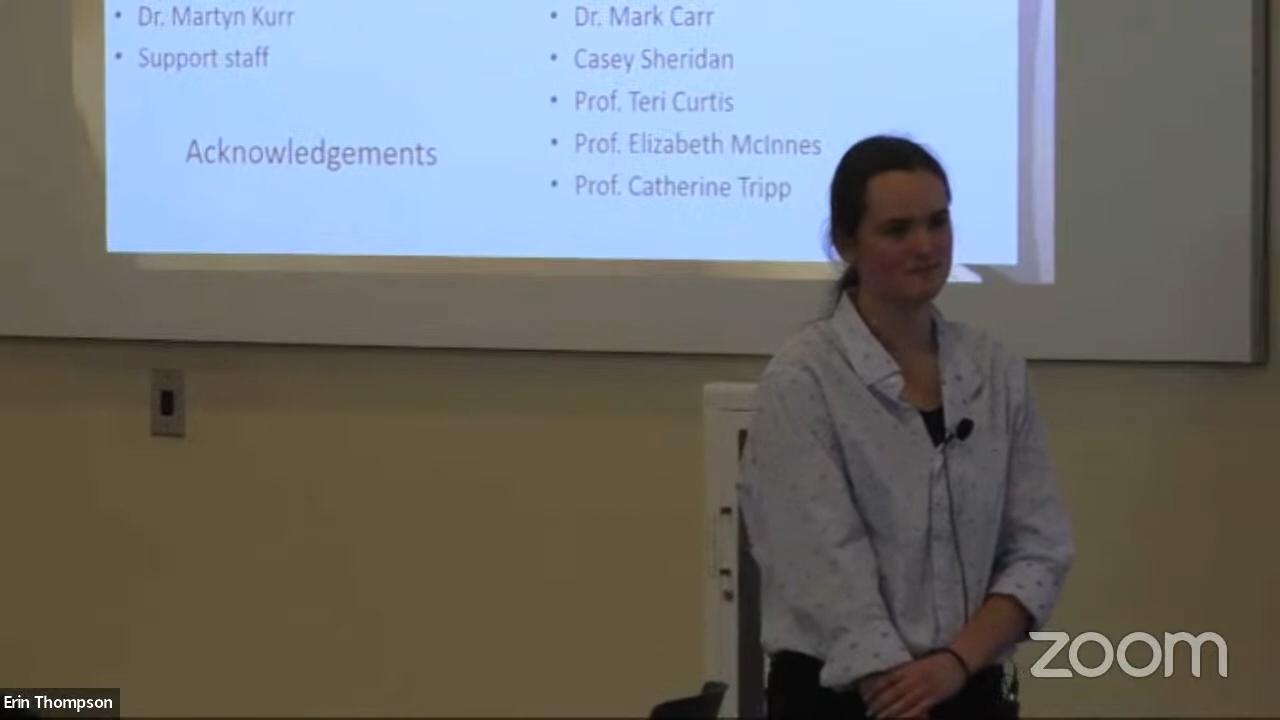 • Dr. Martyn Kurr
• Support staff
Acknowledgements
• Dr. Mark Carr
• Casey Sheridan
• Prof. Teri Curtis
• Prof. Elizabeth McInnes
• Prof. Catherine Tripp
zoom
Erin Thompson